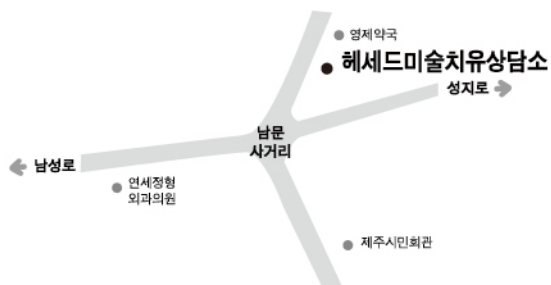 영제약국
헤세드미술치유상담소
성지로
남문
사거리
남성로
연세정형
외과의원
제주시민회관